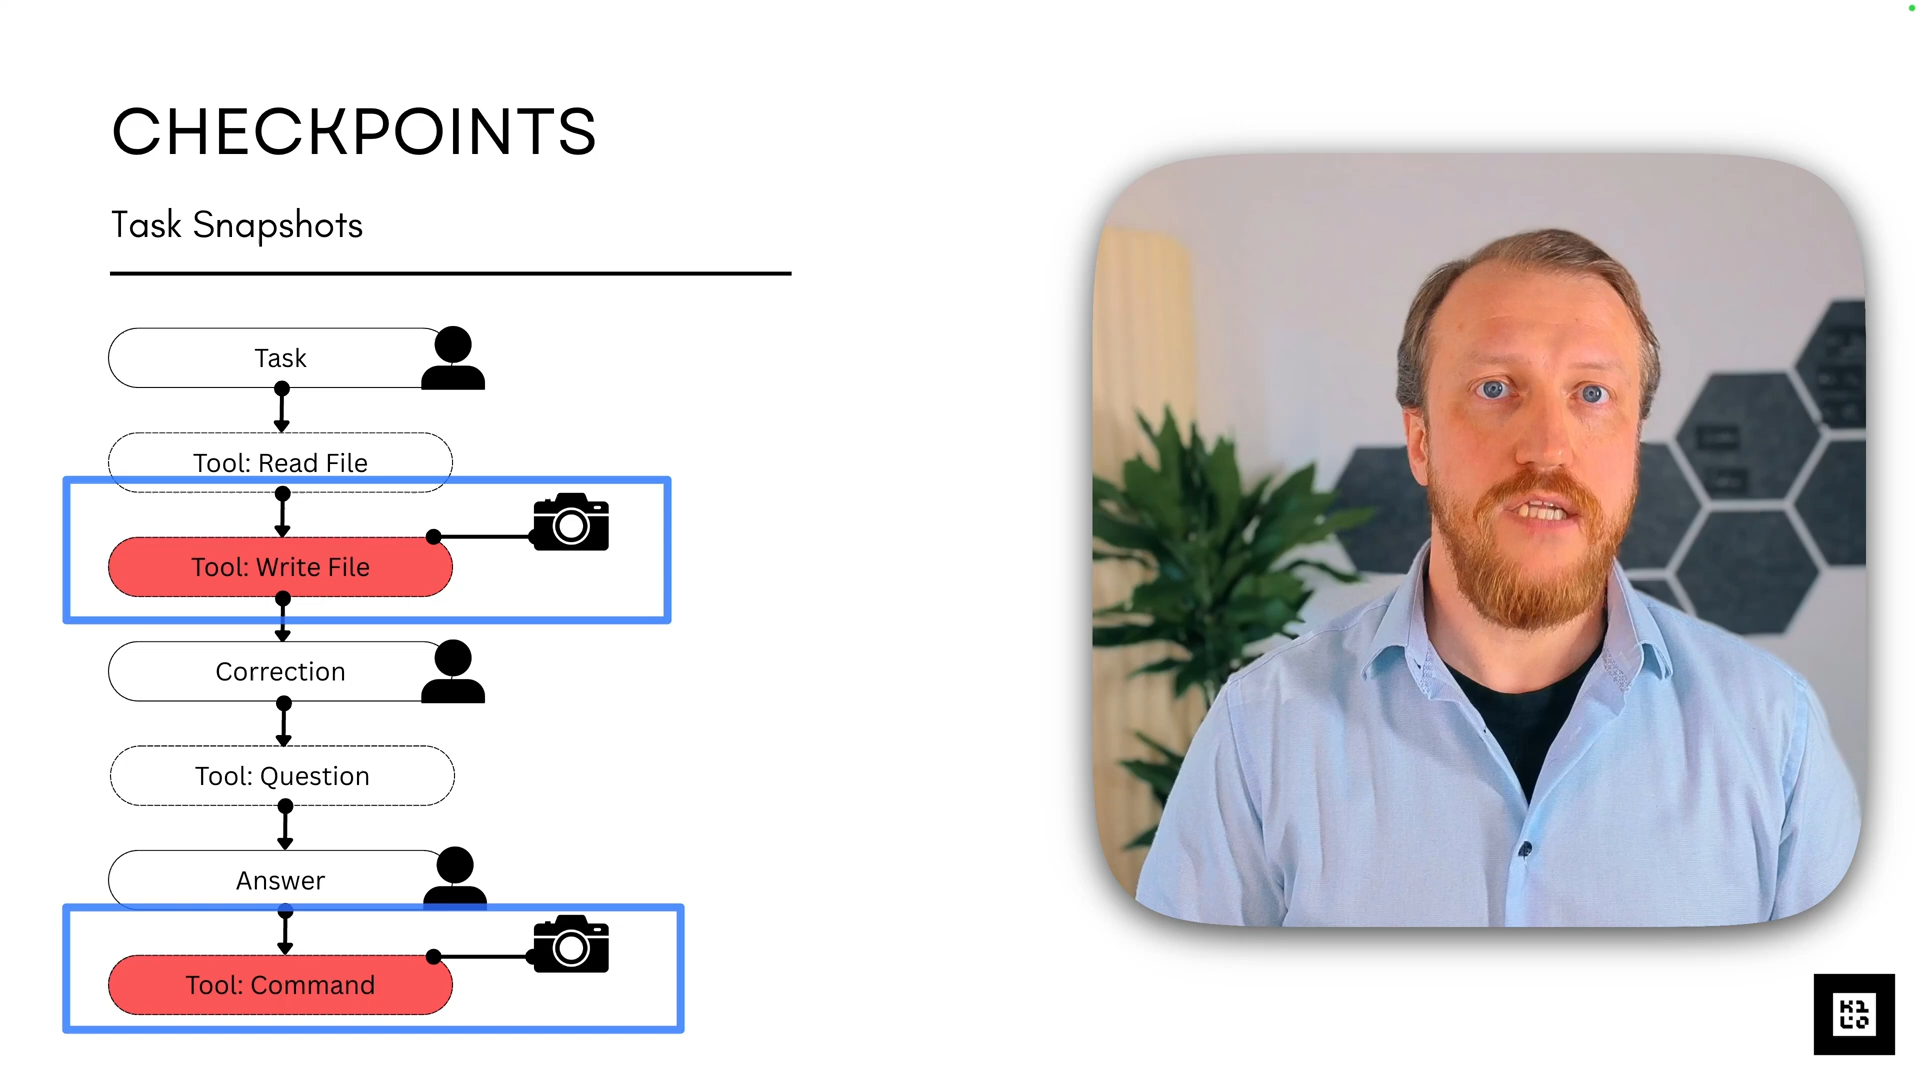 CHECKPOINTS
Task Snapshots
Task
Tool: Read File
Tool: Write File
Correction
Tool: Question
Answer
Tool: Command